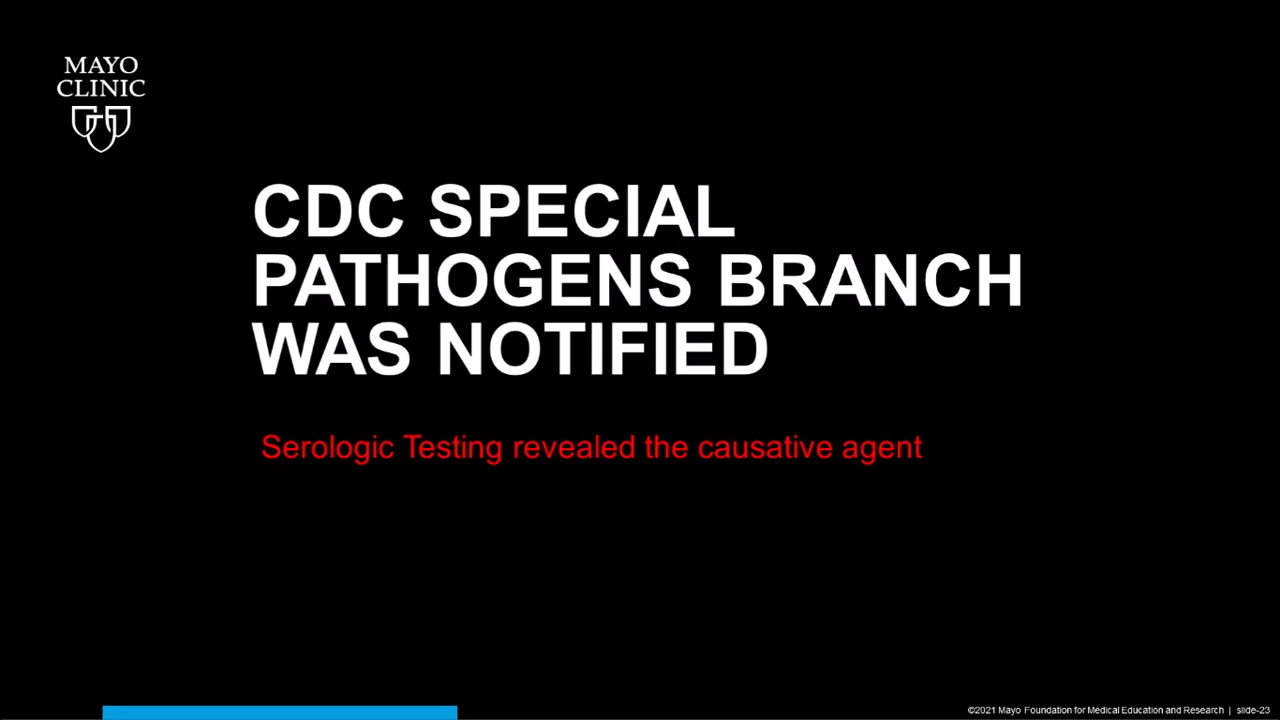 MAYO
CLINIC
CDC SPECIAL
PATHOGENS BRANCH
WAS NOTIFIED
Serologic Testing revealed the causative agent
©2021 Mayo Foundation for Medical Education and Research | slide-23